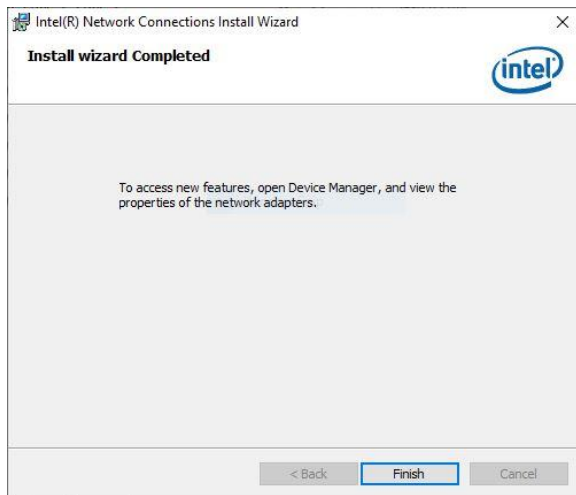 Intel(R) Network Connections Install Wizard
Install wizard Completed
intel
To access new features, open Device Manager, and view the
properties of the network adapters.
< Back
Finish
Cancel